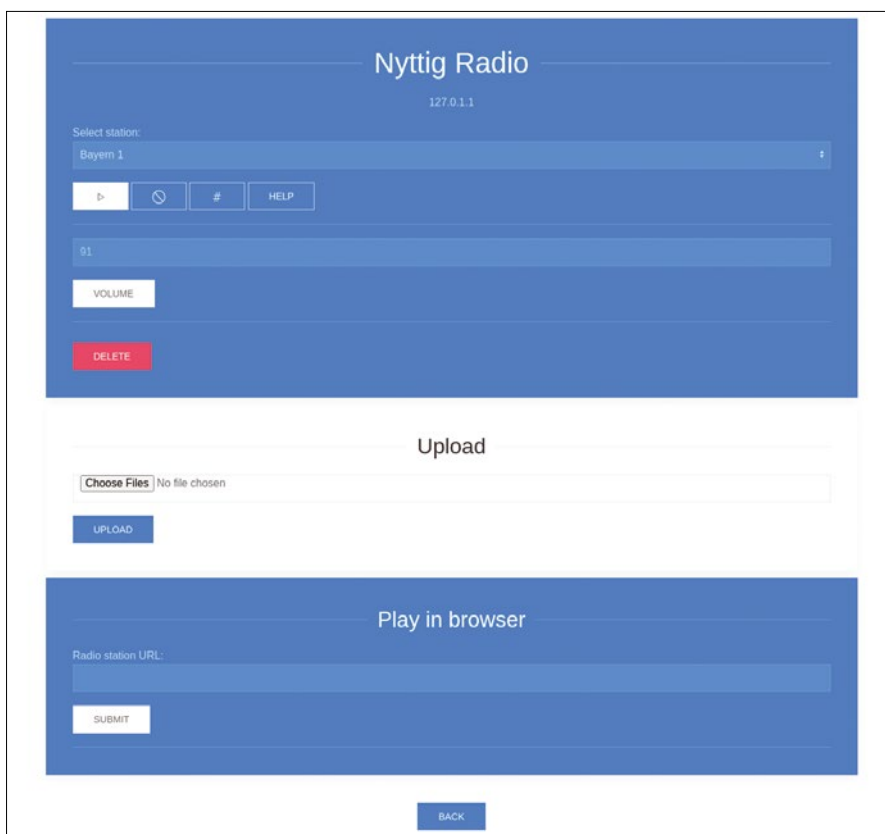 Nyttig Radio
127.0.1.1
Select station:
Bayern 1
# HELP
91
VOLUME
DELETE
Upload
Choose Files No file chosen
UPLOAD
Play in browser
Radio station URL:
SUBMIT
BACK